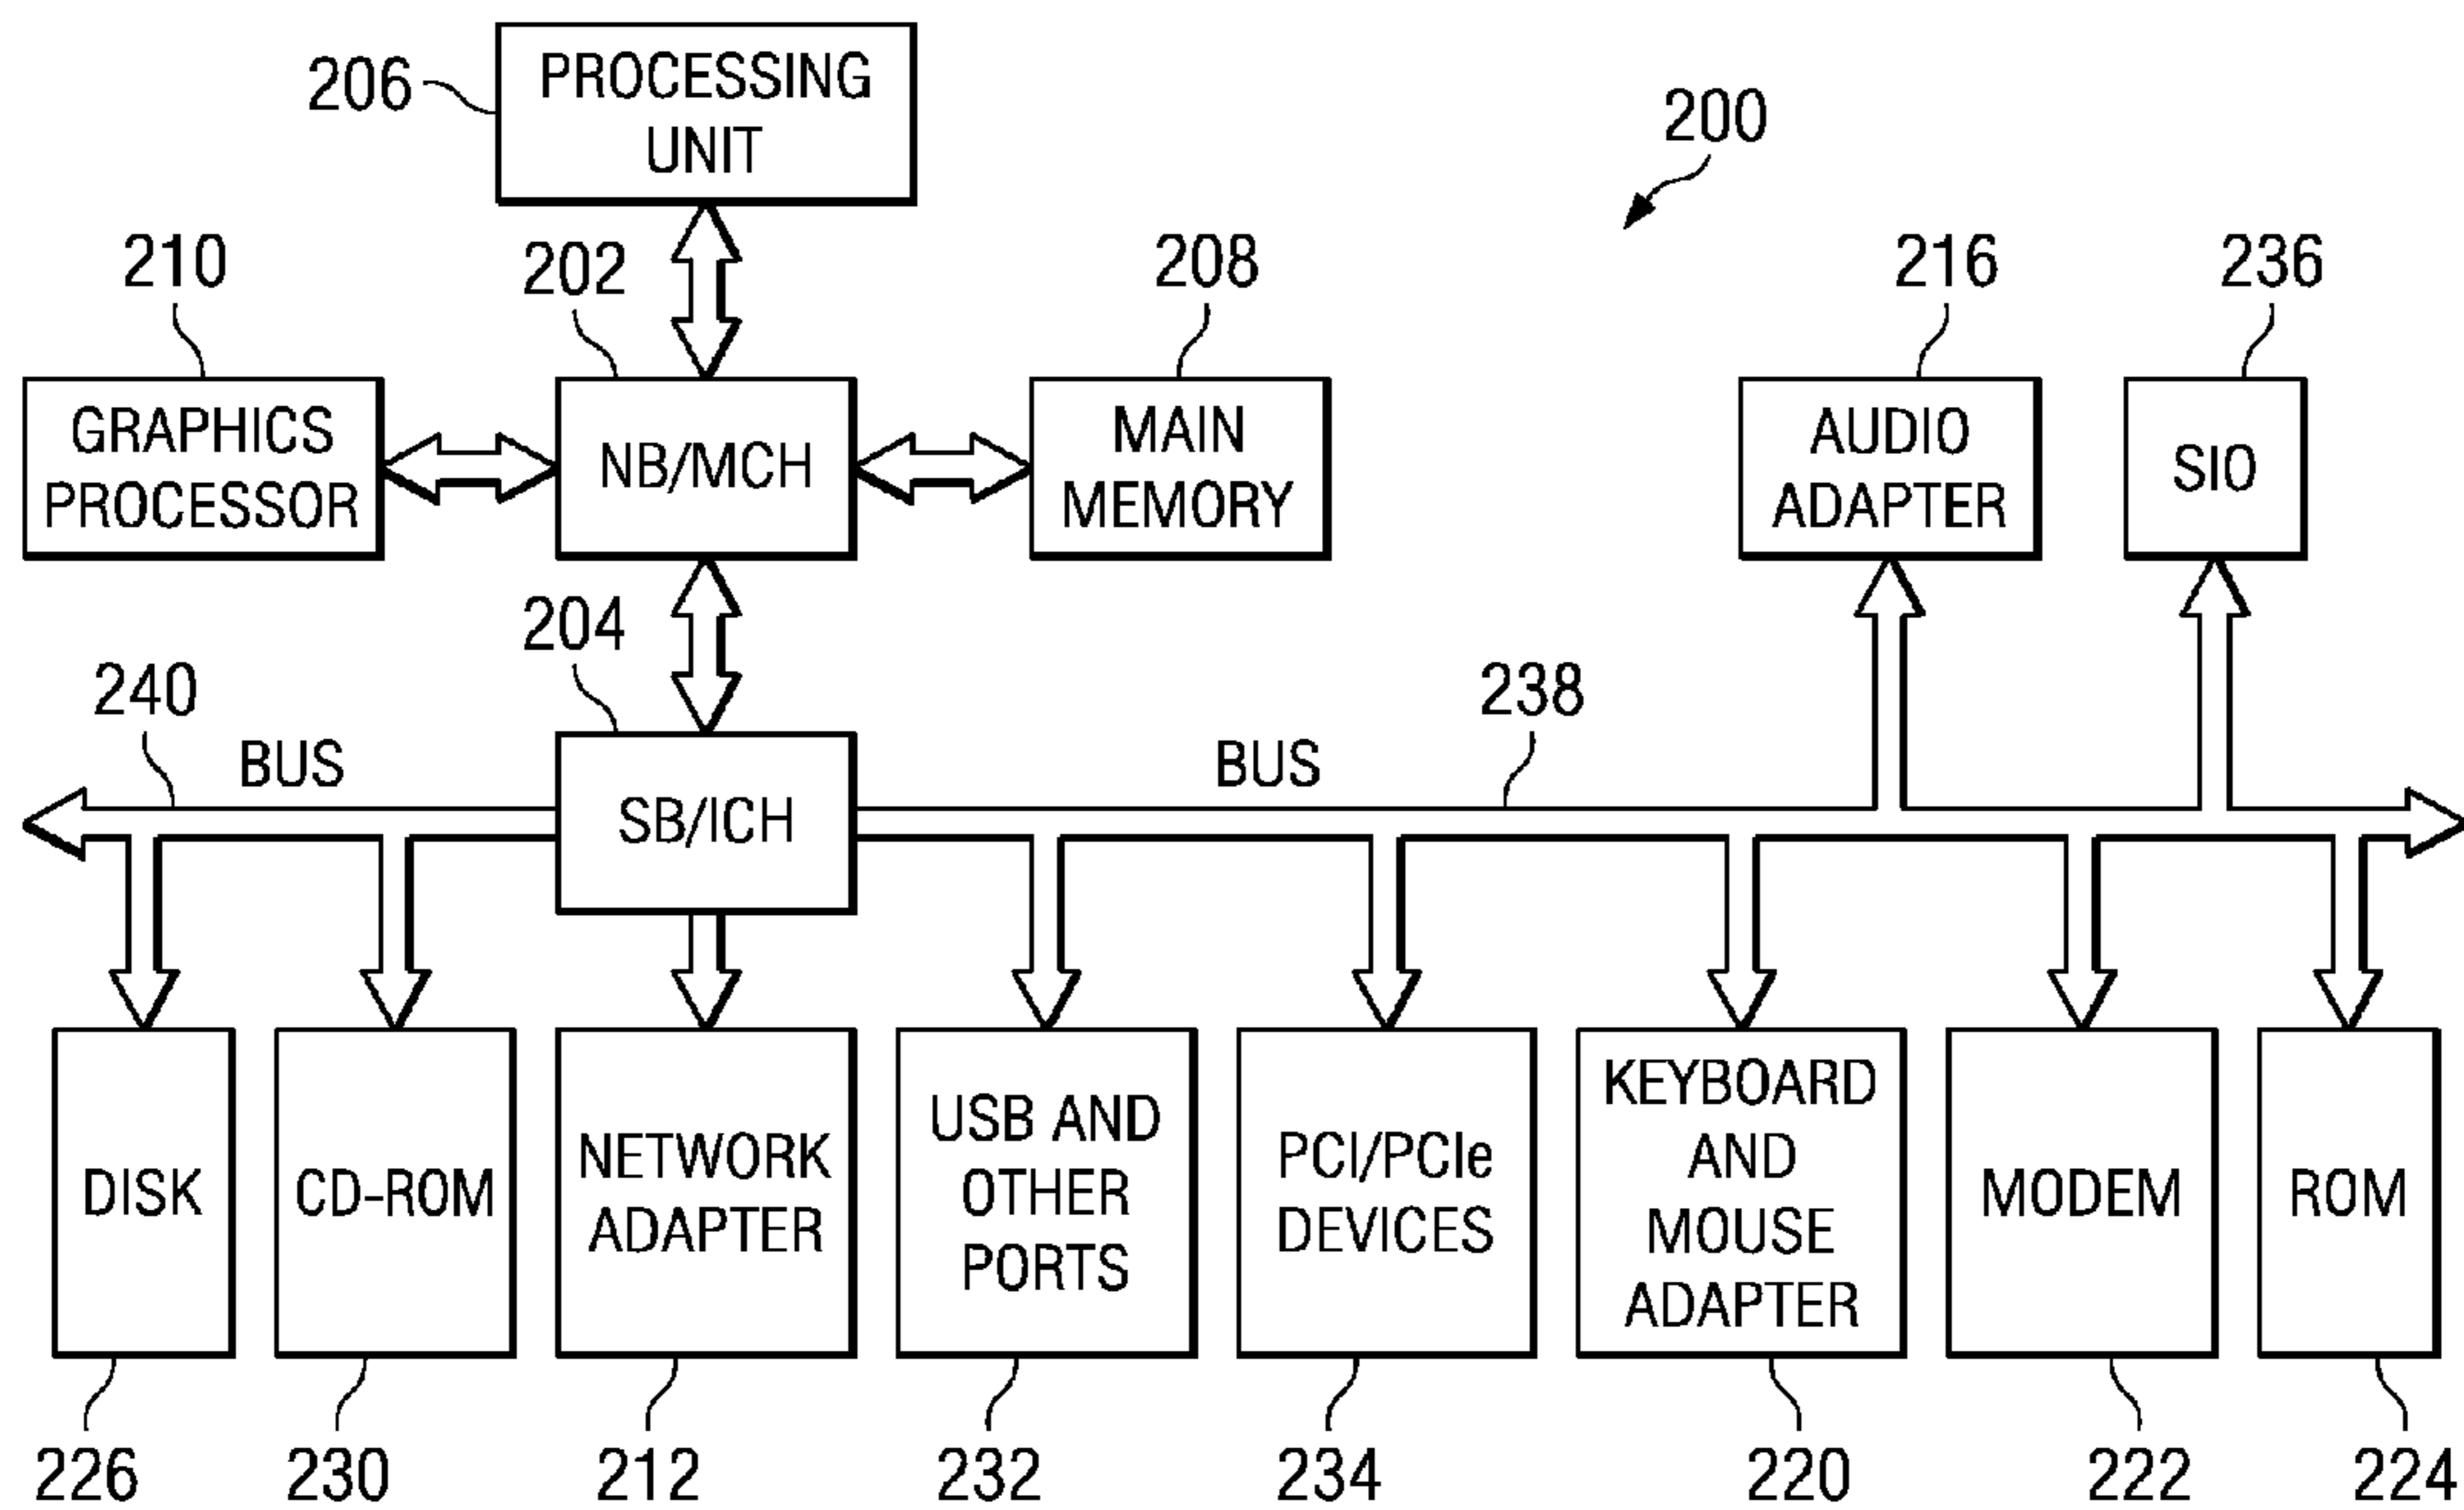 206
PROCESSING
UNIT
200
210
202
208
216
236
GRAPHICS
PROCESSOR
NB/MCH
MAIN
MEMORY
AUDIO
ADAPTER
SIO
204
240
BUS
238
BUS
SB/ICH
DISK
CD-ROM
NETWORK
ADAPTER
USB AND
OTHER
PORTS
PCI/PCIe
DEVICES
KEYBOARD
AND
MOUSE
ADAPTER
MODEM
ROM
226
230
212
232
234
220
222
224